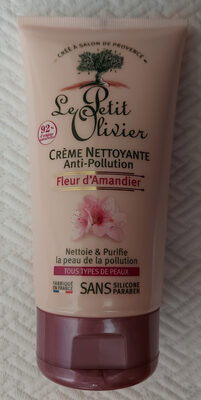 CRÉÉ À SALON DE PROVENCE
Le Petit
Olivier
92%
CRÈME NETTOYANTE
Anti-Pollution
Fleur d'Amandier
Nettoie & Purifie
la peau de la pollution
TOUS TYPES DE PEAUX
FABRIQUÉ
EN FRANCE
SANS SILICONE
PARABEN